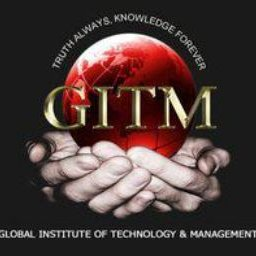 TRUTH ALWAYS, KNOWLEDGE FOREVER
GITM
GLOBAL INSTITUTE OF TECHNOLOGY & MANAGEMENT